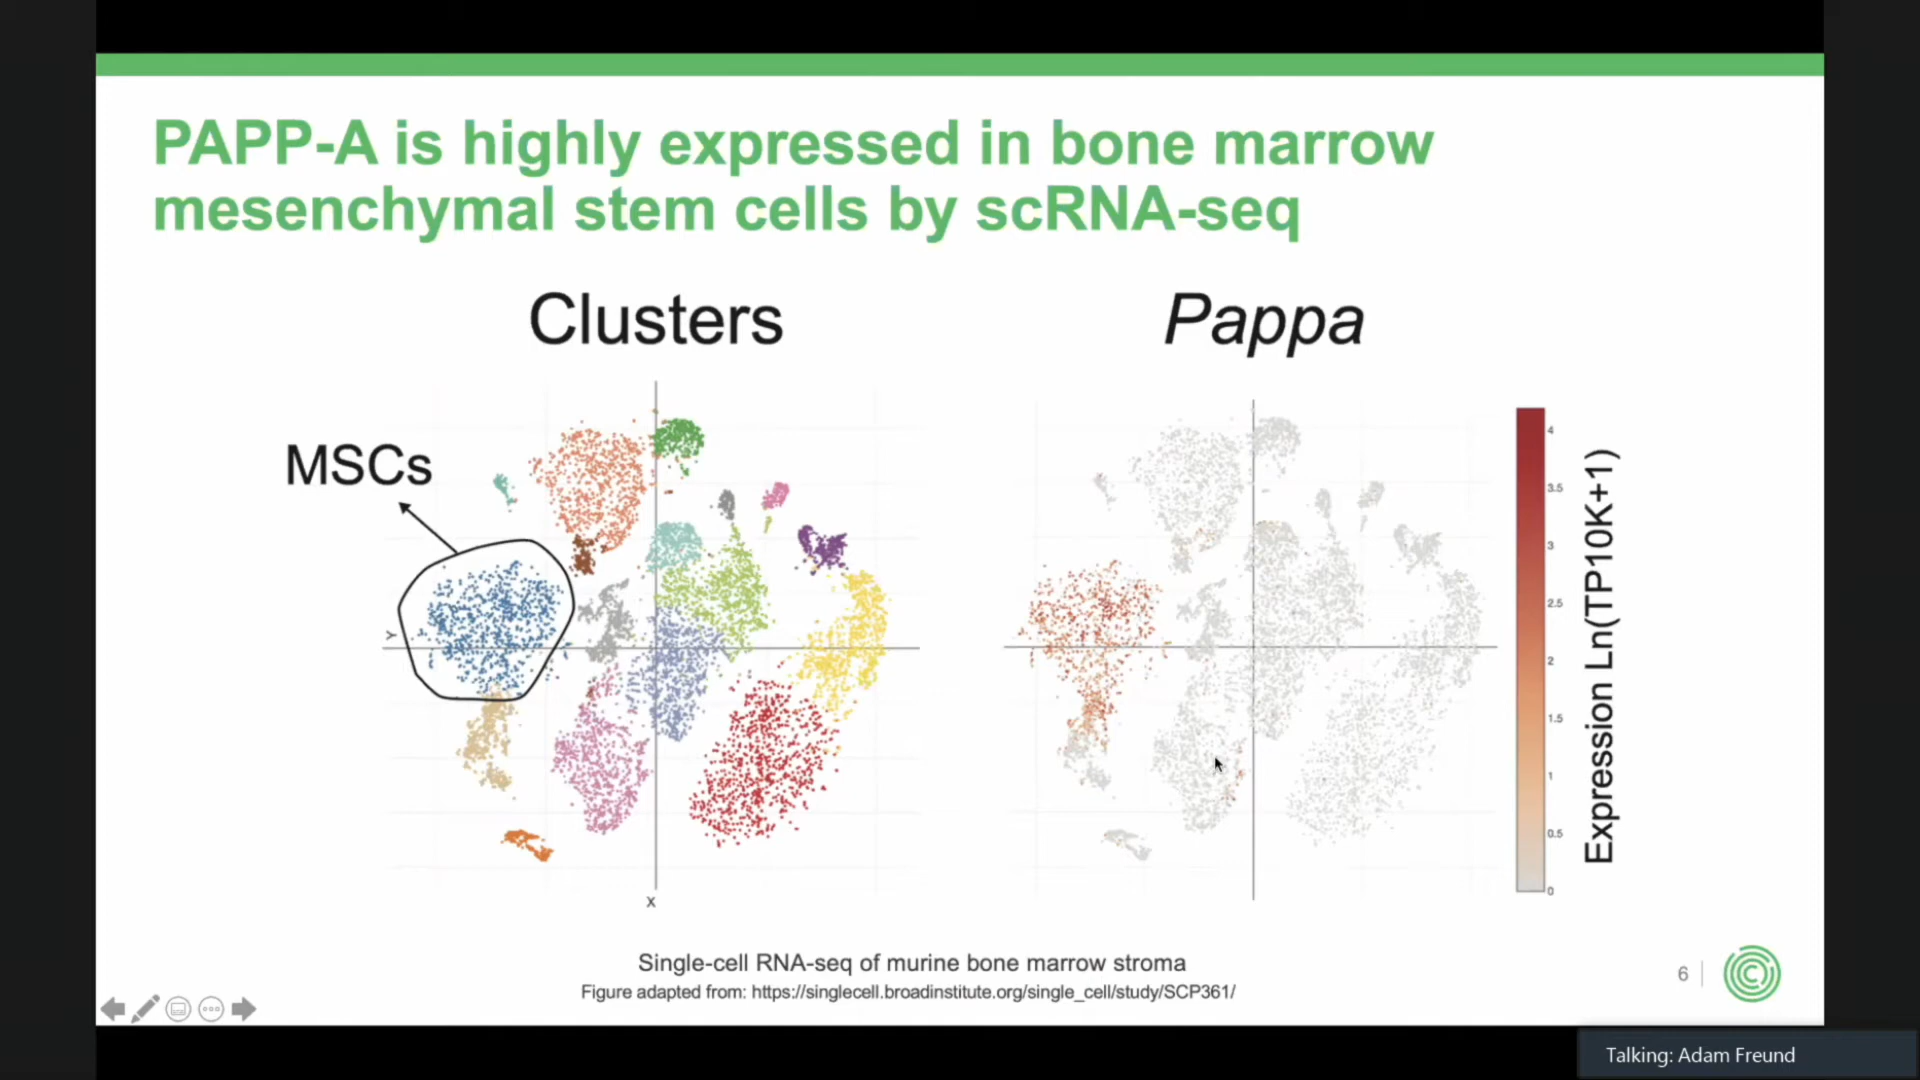 PAPP-A is highly expressed in bone marrow
mesenchymal stem cells by scRNA-seq
Clusters
Pappa
MSCs
Y
X
4
3.5
3
2.5
2
1.5
1
0.5
0
Expression Ln(TP10K+1)
Single-cell RNA-seq of murine bone marrow stroma
Figure adapted from: https://singlecell.broadinstitute.org/single_cell/study/SCP361/
6
Talking: Adam Freund